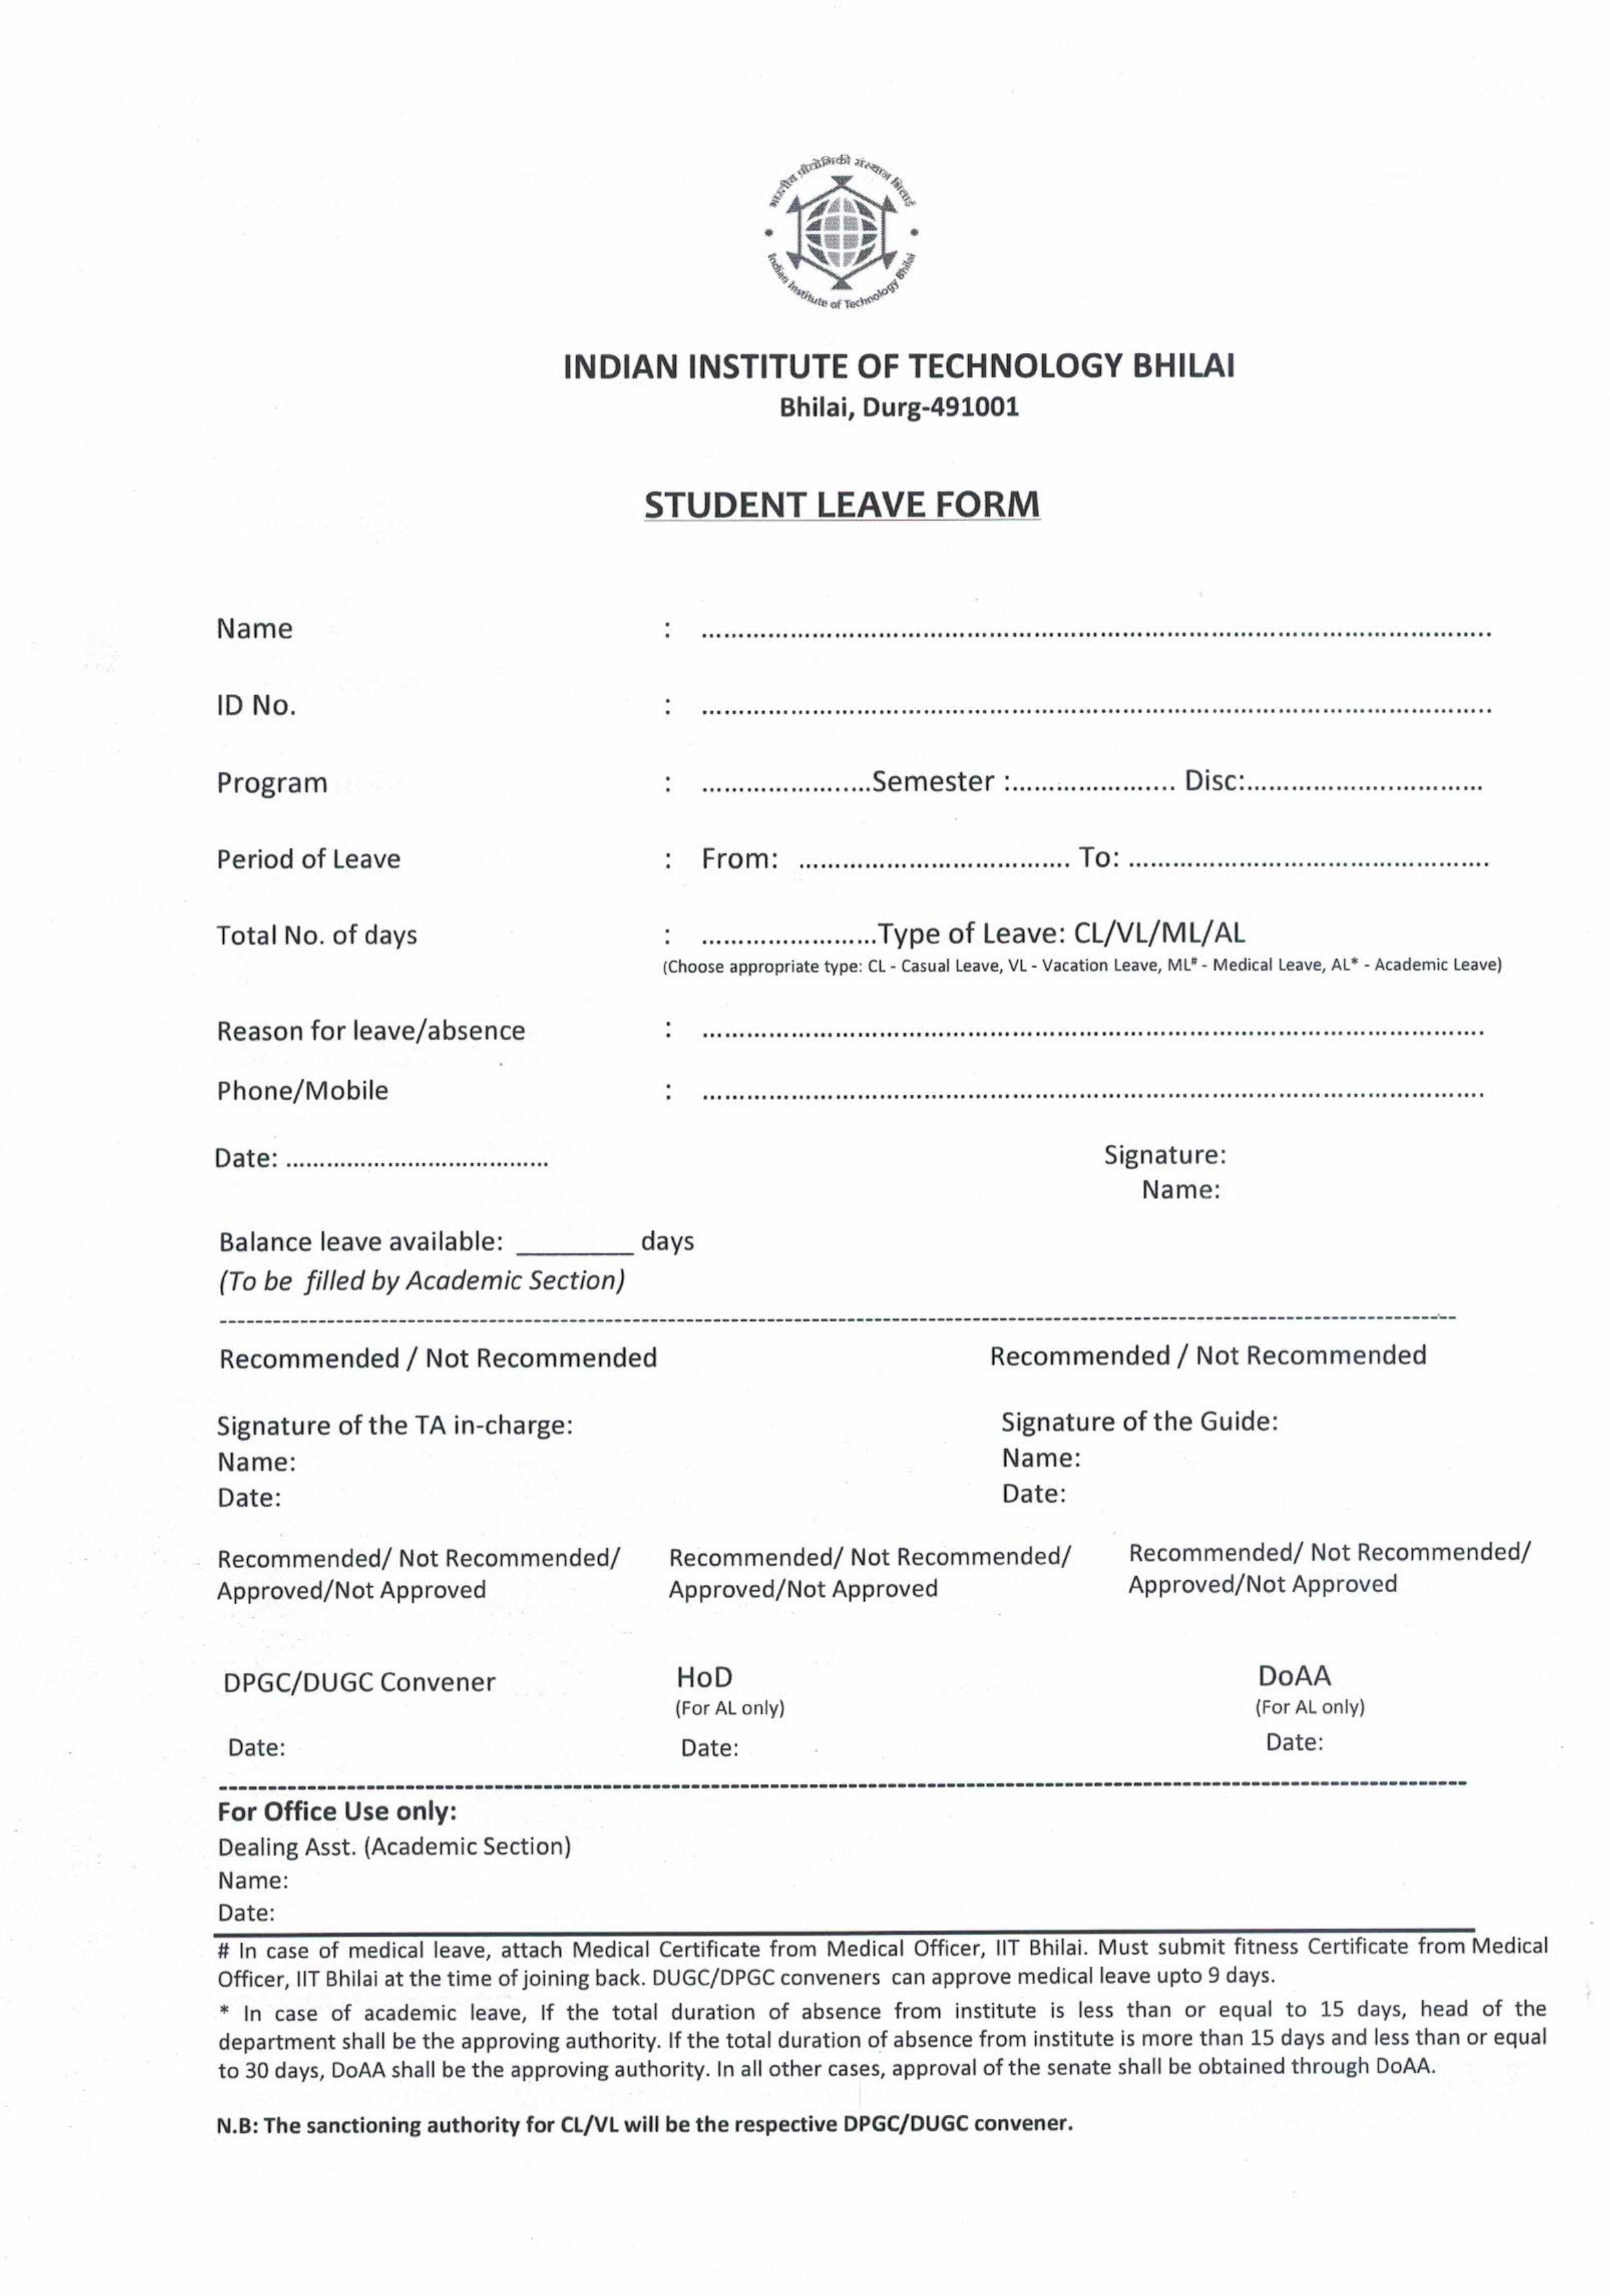 भारतीय प्रौद्योगिकी संस्थान भिलाई
Indian Institute of Technology Bhilai
INDIAN INSTITUTE OF TECHNOLOGY BHILAI
Bhilai, Durg-491001
STUDENT LEAVE FORM
Name : ........................................................................
ID No. : ........................................................................
Program : .......................Semester :...................... Disc:................................
Period of Leave : From: ..................................... To: .................................................
Total No. of days : ........................Type of Leave: CL/VL/ML/AL
(Choose appropriate type: CL - Casual Leave, VL - Vacation Leave, ML# - Medical Leave, AL* - Academic Leave)
Reason for leave/absence : ........................................................................
Phone/Mobile : ........................................................................
Date: ..................................... Signature:
Name:
Balance leave available: ________ days
(To be filled by Academic Section)
Recommended / Not Recommended Recommended / Not Recommended
Signature of the TA in-charge: Signature of the Guide:
Name: Name:
Date: Date:
Recommended/ Not Recommended/ Recommended/ Not Recommended/ Recommended/ Not Recommended/
Approved/Not Approved Approved/Not Approved Approved/Not Approved
DPGC/DUGC Convener HoD DoAA
(For AL only) (For AL only)
Date: Date: Date:
For Office Use only:
Dealing Asst. (Academic Section)
Name:
Date:
# In case of medical leave, attach Medical Certificate from Medical Officer, IIT Bhilai. Must submit fitness Certificate from Medical
Officer, IIT Bhilai at the time of joining back. DUGC/DPGC conveners can approve medical leave upto 9 days.
* In case of academic leave, If the total duration of absence from institute is less than or equal to 15 days, head of the
department shall be the approving authority. If the total duration of absence from institute is more than 15 days and less than or equal
to 30 days, DoAA shall be the approving authority. In all other cases, approval of the senate shall be obtained through DoAA.
N.B: The sanctioning authority for CL/VL will be the respective DPGC/DUGC convener.